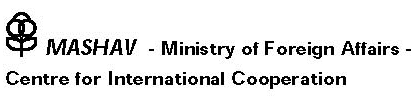 MASHAV - Ministry of Foreign Affairs -
Centre for International Cooperation